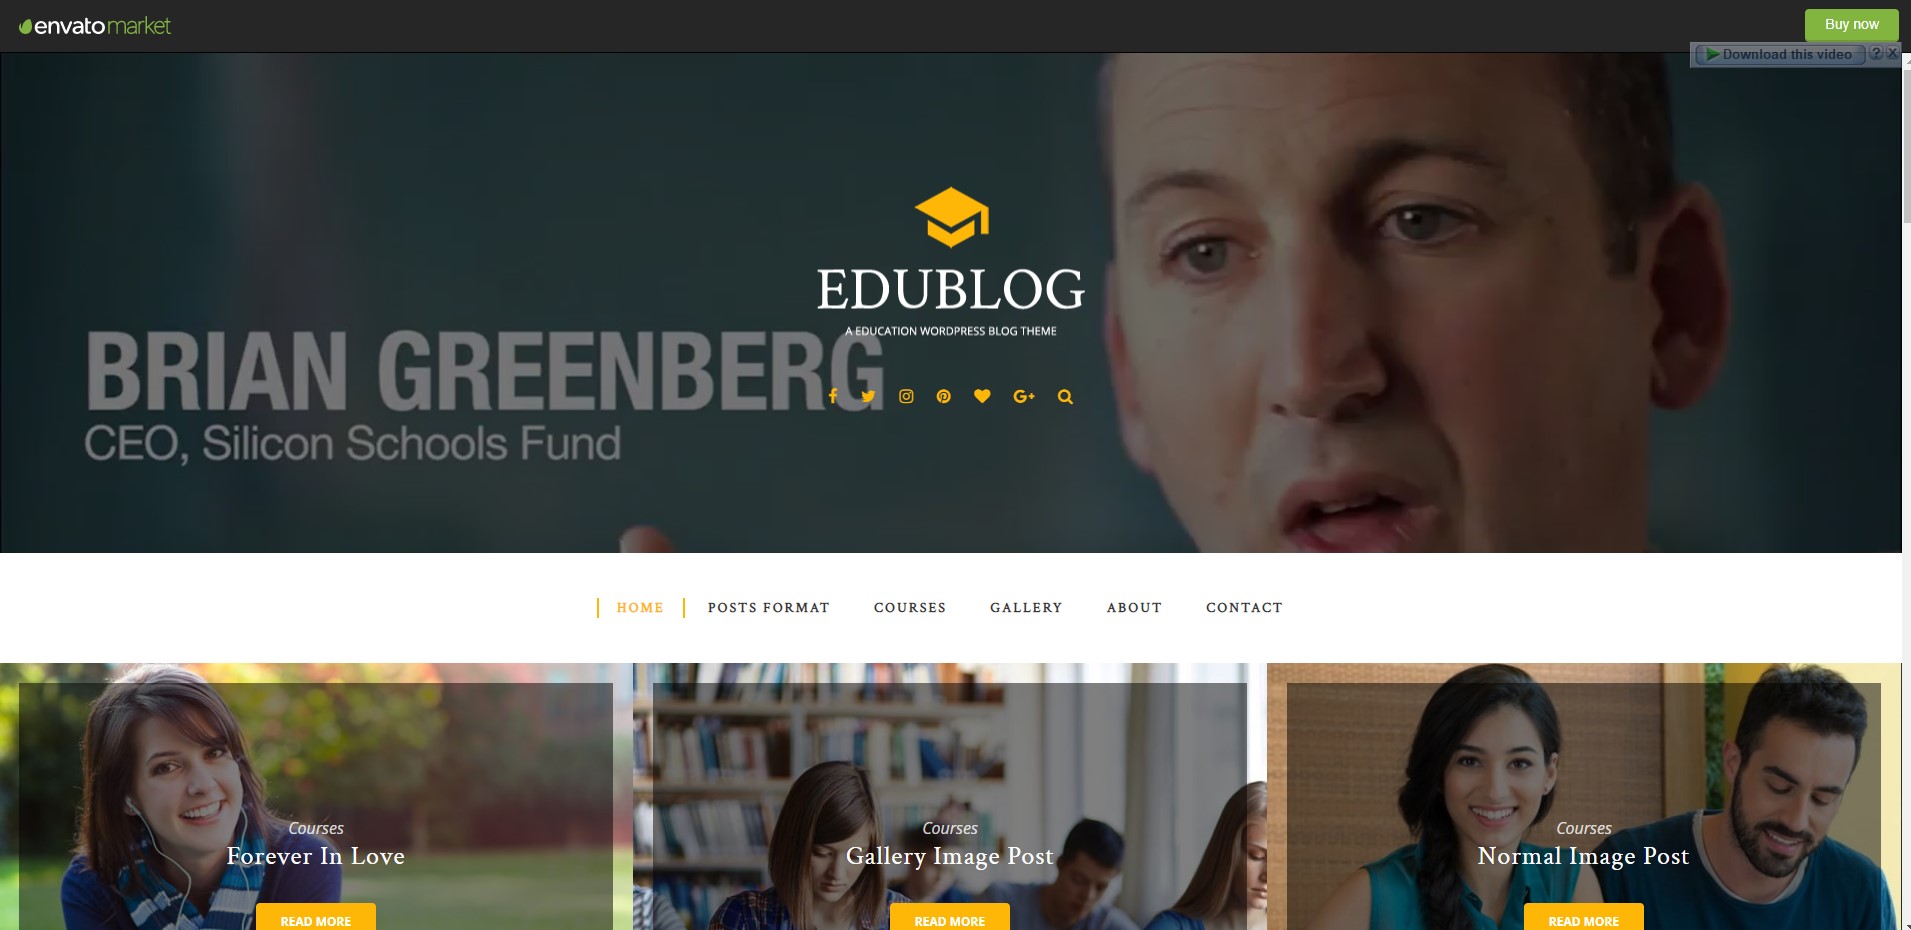 envatomarket
Buy now
Download this video ? X
EDUBLOG
A EDUCATION WORDPRESS BLOG THEME
BRIAN GREENBERG
CEO, Silicon Schools Fund
HOME POSTS FORMAT COURSES GALLERY ABOUT CONTACT
Courses
Forever In Love
READ MORE
Courses
Gallery Image Post
READ MORE
Courses
Normal Image Post
READ MORE